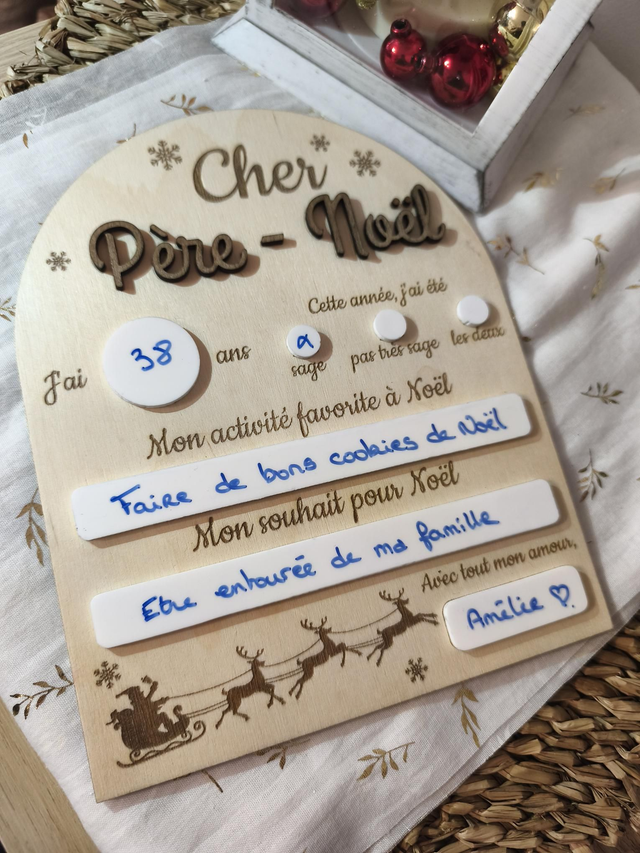 Cher
Père - Noël
Cette année, j'ai été
J'ai 38 ans
x
sage pas très sage les deux
Mon activité favorite à Noël
Faire de bons cookies de Noël
Mon souhait pour Noël
Etre entourée de ma famille
Avec tout mon amour,
Amélie ♡.